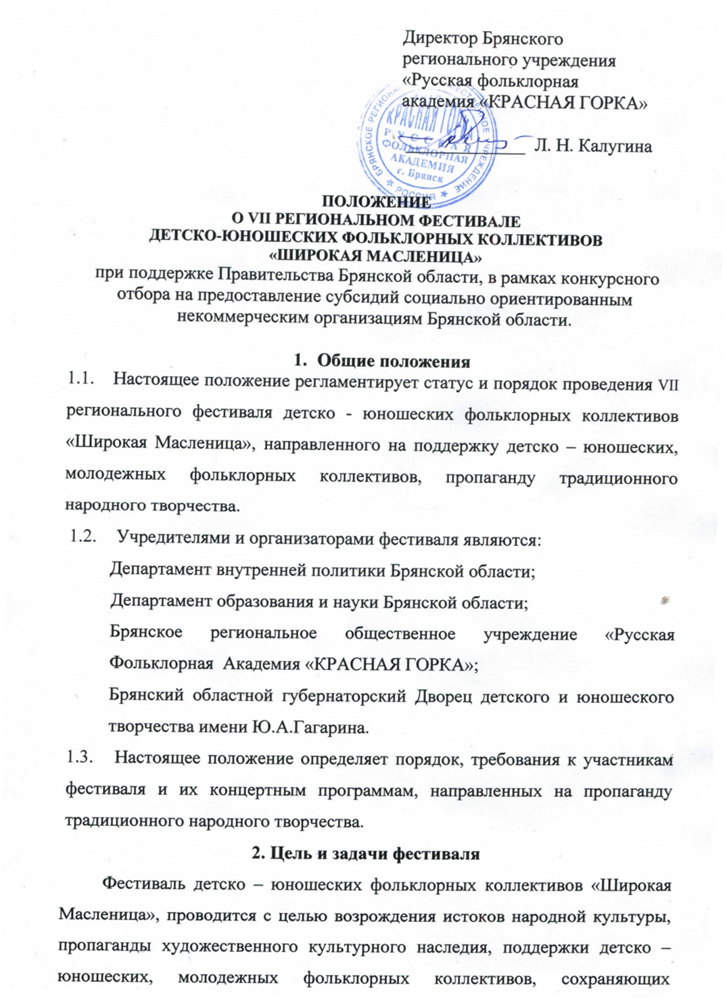 Директор Брянского
регионального учреждения
«Русская фольклорная
академия «КРАСНАЯ ГОРКА»
Л. Н. Калугина
БРЯНСКОЕ РЕГИОНАЛЬНОЕ ОБЩЕСТВЕННОЕ УЧРЕЖДЕНИЕ
«КРАСНАЯ ГОРКА»
РУССКАЯ
ФОЛЬКЛОРНАЯ
АКАДЕМИЯ
г. Брянск
РОССИЯ
ПОЛОЖЕНИЕ
О VII РЕГИОНАЛЬНОМ ФЕСТИВАЛЕ
ДЕТСКО-ЮНОШЕСКИХ ФОЛЬКЛОРНЫХ КОЛЛЕКТИВОВ
«ШИРОКАЯ МАСЛЕНИЦА»
при поддержке Правительства Брянской области, в рамках конкурсного
отбора на предоставление субсидий социально ориентированным
некоммерческим организациям Брянской области.
1. Общие положения
1.1. Настоящее положение регламентирует статус и порядок проведения VII
регионального фестиваля детско - юношеских фольклорных коллективов
«Широкая Масленица», направленного на поддержку детско – юношеских,
молодежных фольклорных коллективов, пропаганду традиционного
народного творчества.
1.2. Учредителями и организаторами фестиваля являются:
Департамент внутренней политики Брянской области;
Департамент образования и науки Брянской области;
Брянское региональное общественное учреждение «Русская
Фольклорная Академия «КРАСНАЯ ГОРКА»;
Брянский областной губернаторский Дворец детского и юношеского
творчества имени Ю.А.Гагарина.
1.3. Настоящее положение определяет порядок, требования к участникам
фестиваля и их концертным программам, направленных на пропаганду
традиционного народного творчества.
2. Цель и задачи фестиваля
Фестиваль детско – юношеских фольклорных коллективов «Широкая
Масленица», проводится с целью возрождения истоков народной культуры,
пропаганды художественного культурного наследия, поддержки детско –
юношеских, молодежных фольклорных коллективов, сохраняющих